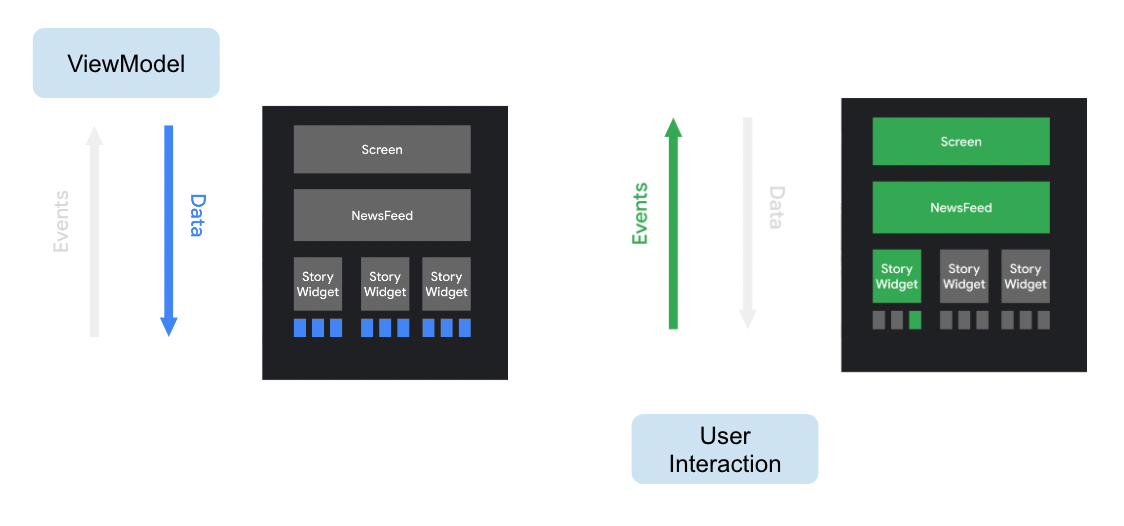 ViewModel
Events
Data
Screen
NewsFeed
Story Widget
Story Widget
Story Widget
Events
Data
Screen
NewsFeed
Story Widget
Story Widget
Story Widget
User
Interaction